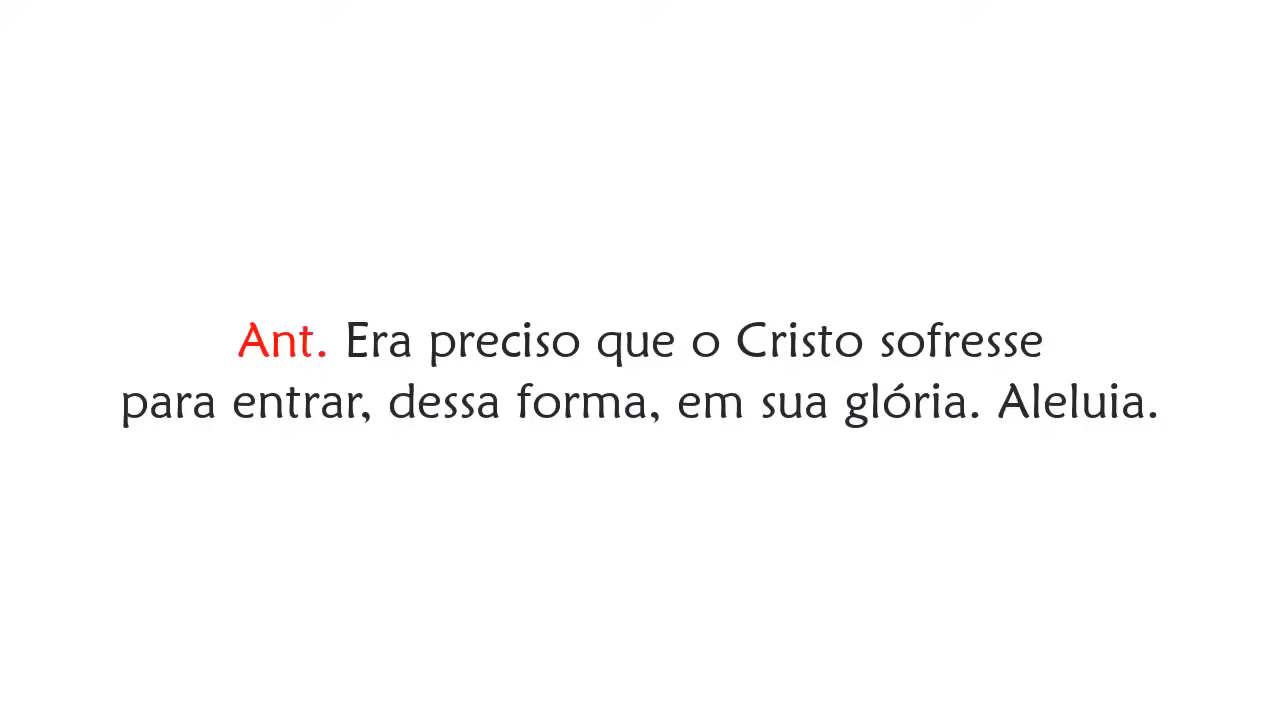 Ant. Era preciso que o Cristo sofresse
para entrar, dessa forma, em sua glória. Aleluia.